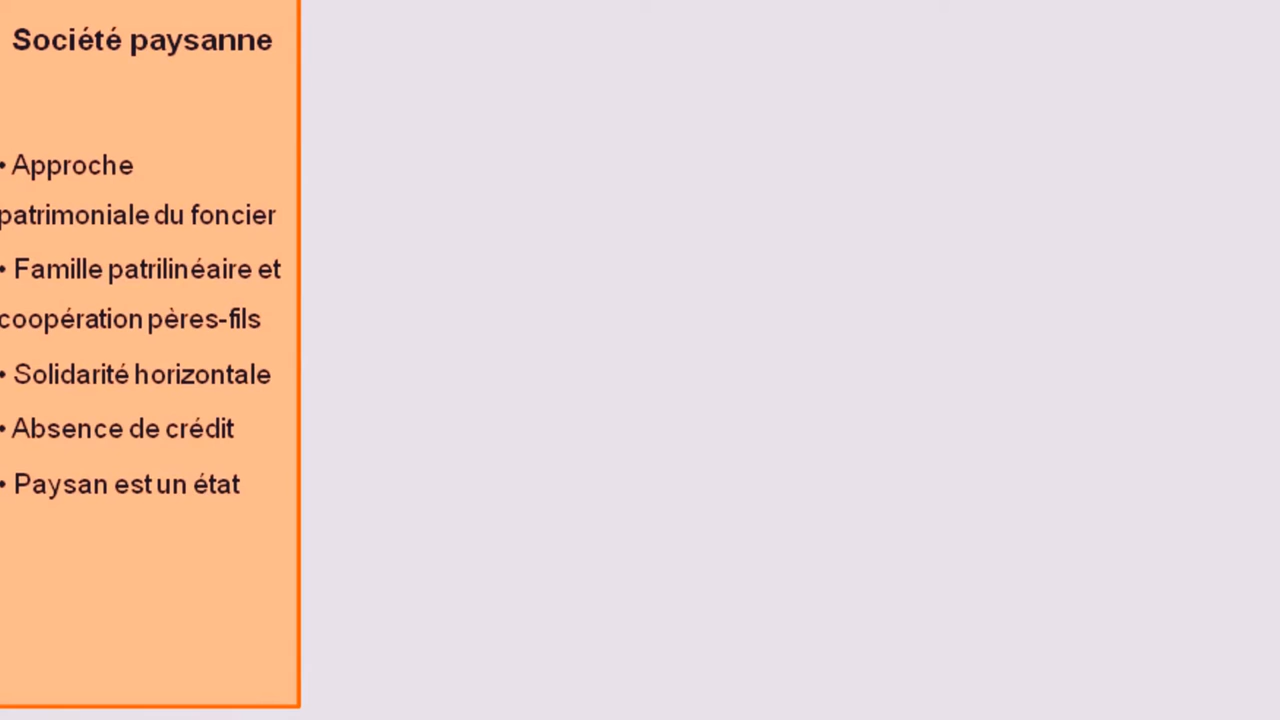 Société paysanne
• Approche
patrimoniale du foncier
• Famille patrilinéaire et
coopération pères-fils
• Solidarité horizontale
• Absence de crédit
• Paysan est un état